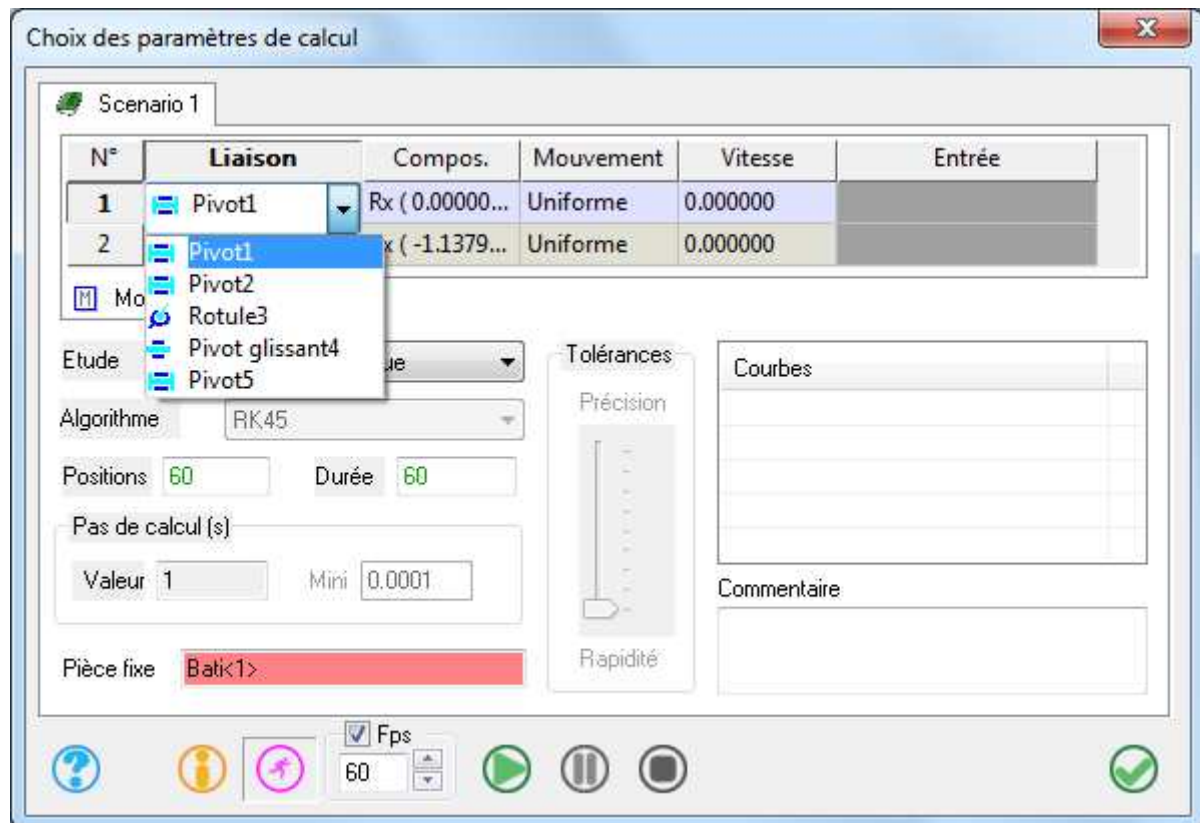 Choix des paramètres de calcul
Scenario 1
N° Liaison Compos. Mouvement Vitesse Entrée
1 Pivot1 Rx ( 0.00000... Uniforme 0.000000
2 x ( -1.1379... Uniforme 0.000000
Pivot1
Pivot2
Rotule3
Pivot glissant4
Pivot5
M Mo
Etude ue
Algorithme RK45
Positions 60 Durée 60
Pas de calcul (s)
Valeur 1 Mini 0.0001
Pièce fixe Bati<1>
Tolérances
Précision
Rapidité
Courbes
Commentaire
Fps
60